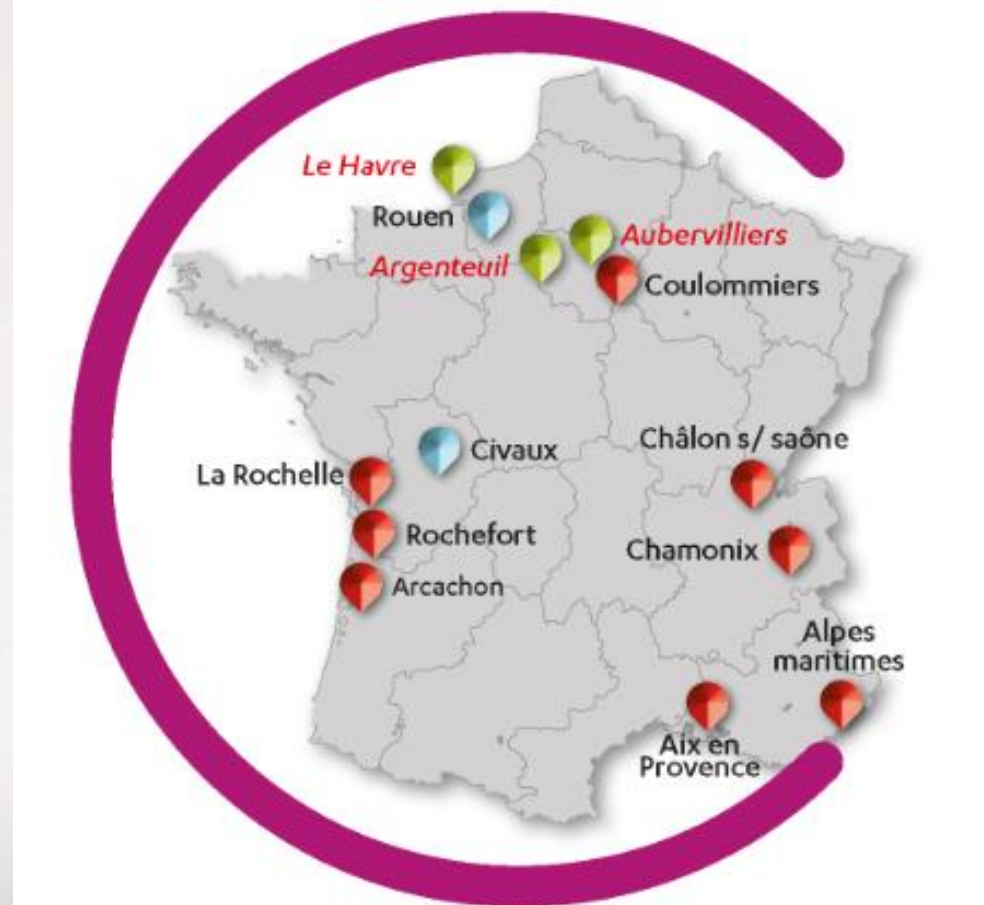 Le Havre
Rouen
Aubervilliers
Argenteuil
Coulommiers
Châlon s/ saône
Civaux
La Rochelle
Rochefort
Chamonix
Arcachon
Alpes
maritimes
Aix en
Provence